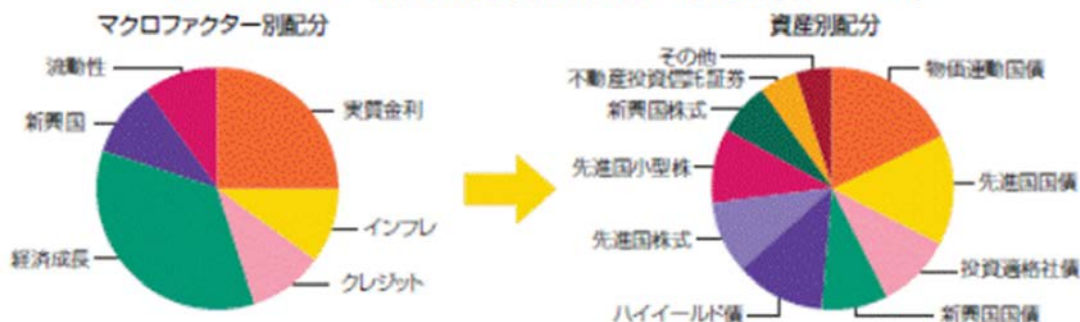 マクロファクター別配分
流動性
新興国
経済成長
実質金利
インフレ
クレジット
資産別配分
その他
不動産投資信託証券
新興国株式
先進国小型株
先進国株式
ハイイールド債
物価連動国債
先進国国債
投資適格社債
新興国国債